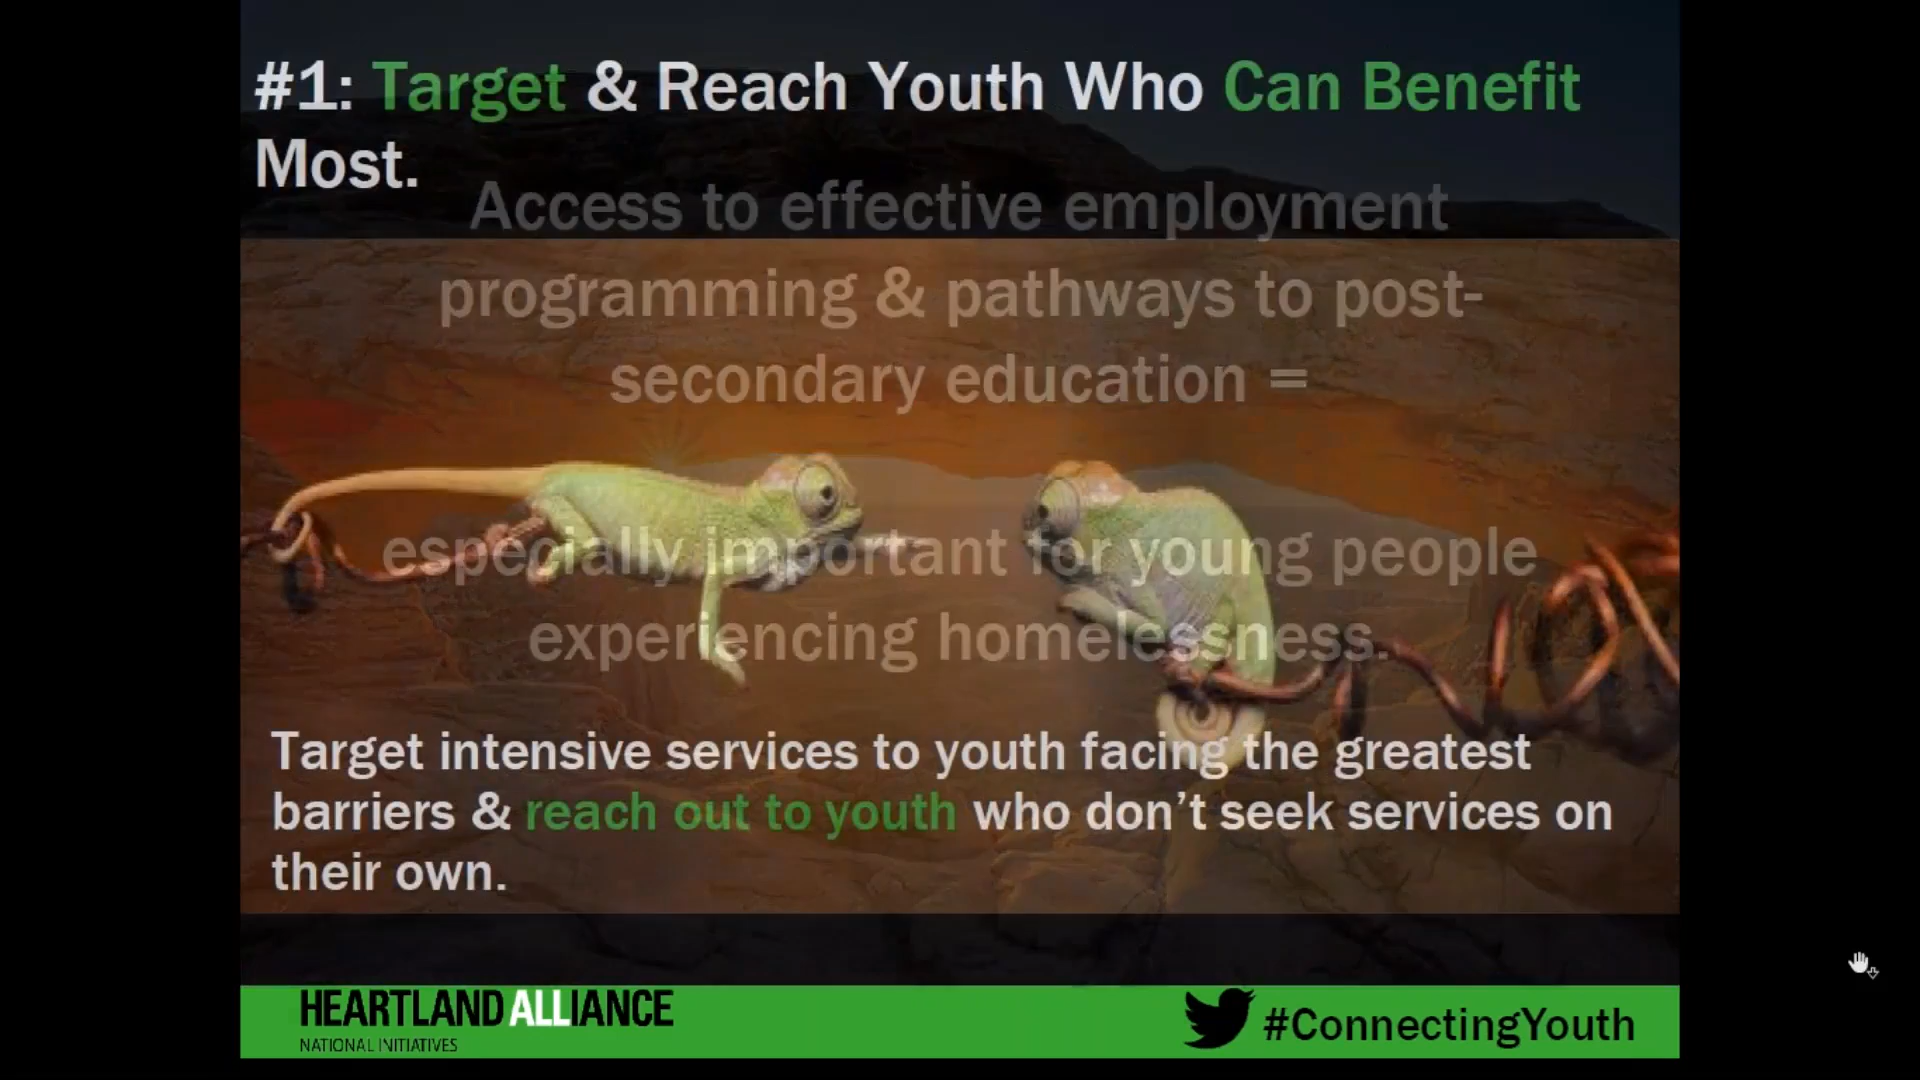 #1: Target & Reach Youth Who Can Benefit
Most.
Access to effective employment
programming & pathways to post-
secondary education =
especially important for young people
experiencing homelessness.
Target intensive services to youth facing the greatest
barriers & reach out to youth who don't seek services on
their own.
HEARTLAND ALLIANCE
NATIONAL INITIATIVES
#ConnectingYouth